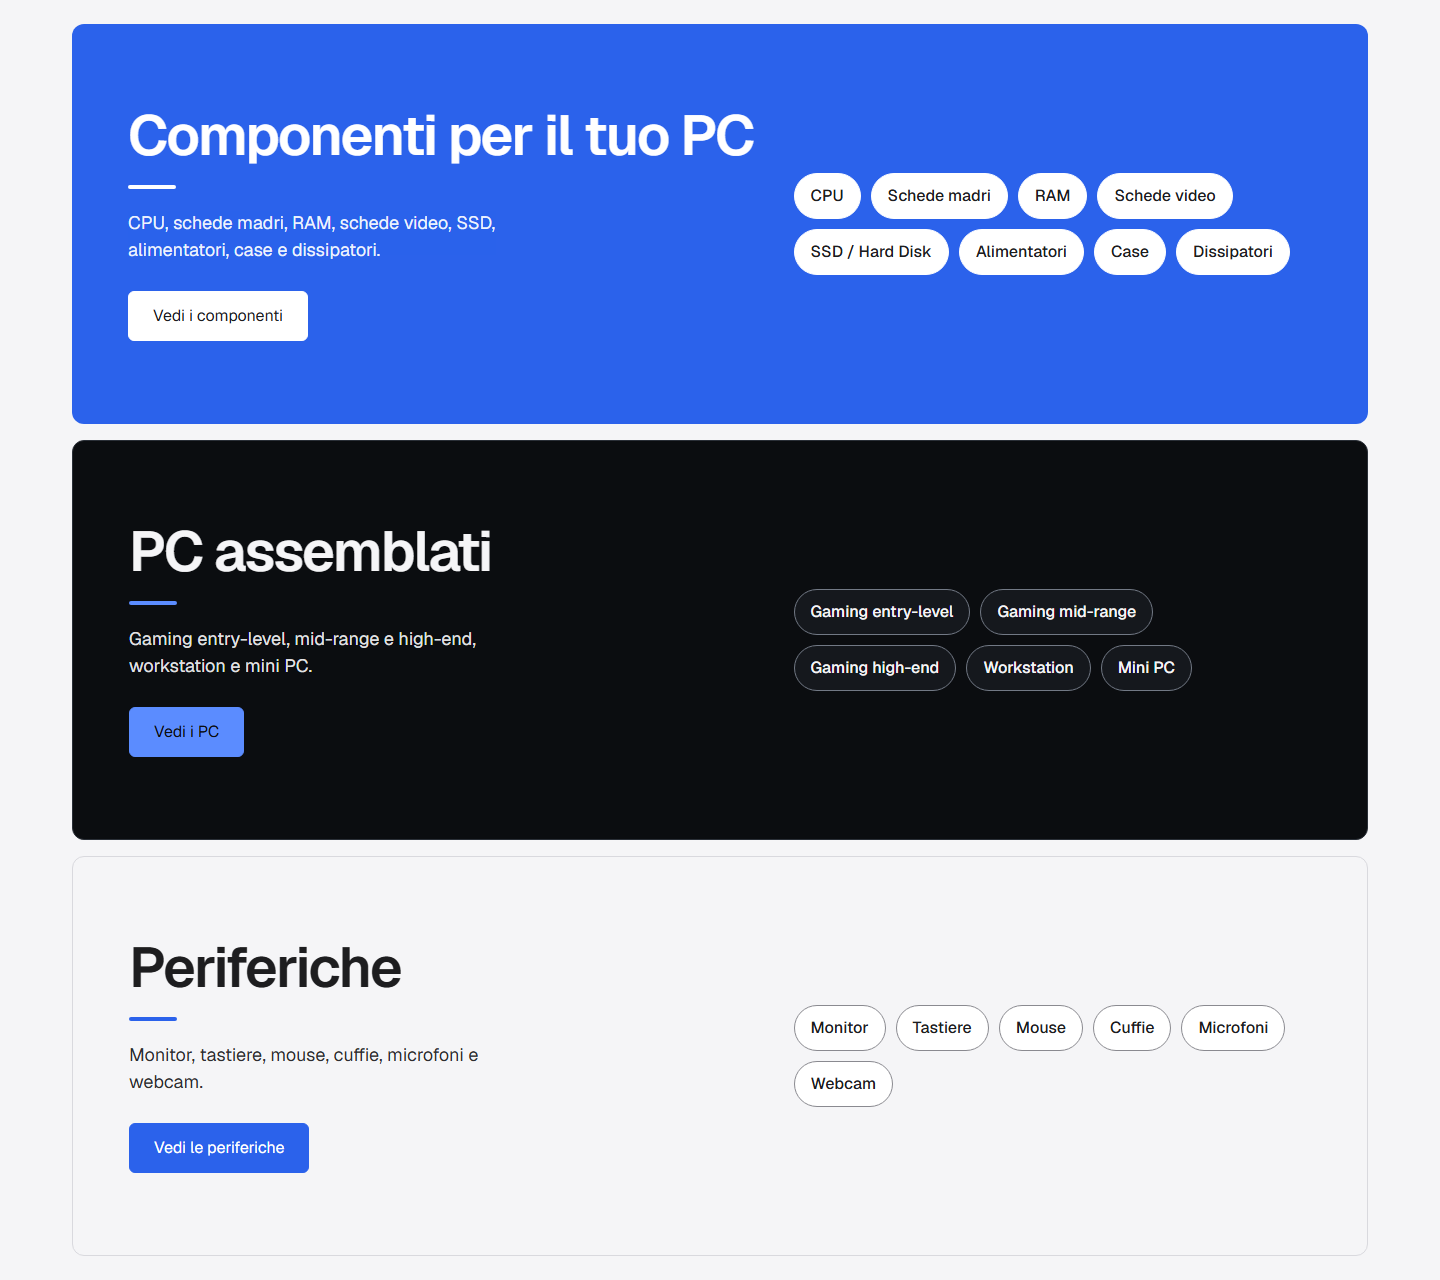 Componenti per il tuo PC
CPU, schede madri, RAM, schede video, SSD,
alimentatori, case e dissipatori.
Vedi i componenti
CPU
Schede madri
RAM
Schede video
SSD / Hard Disk
Alimentatori
Case
Dissipatori
PC assemblati
Gaming entry-level, mid-range e high-end,
workstation e mini PC.
Vedi i PC
Gaming entry-level
Gaming mid-range
Gaming high-end
Workstation
Mini PC
Periferiche
Monitor, tastiere, mouse, cuffie, microfoni e
webcam.
Vedi le periferiche
Monitor
Tastiere
Mouse
Cuffie
Microfoni
Webcam